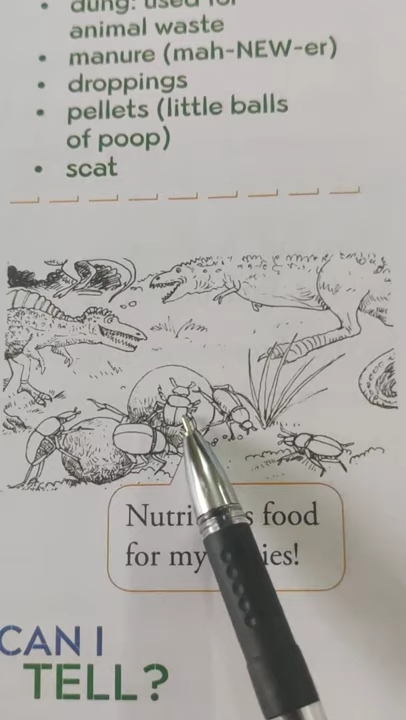 dung: used for
animal waste
manure (mah-NEW-er)
droppings
pellets (little balls
of poop)
scat
food
for my
CAN I
TELL?